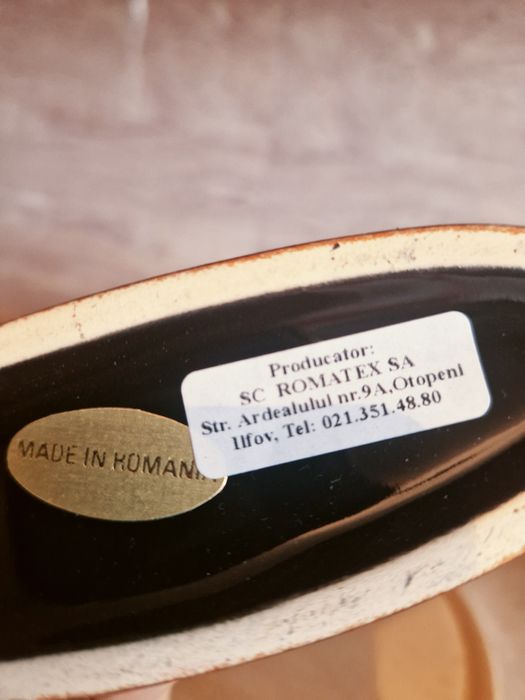 Producator:
SC ROMATEX SA
Str. Ardealului nr.9A,Otopeni
Ilfov, Tel: 021.351.48.80
MADE IN ROMANIA